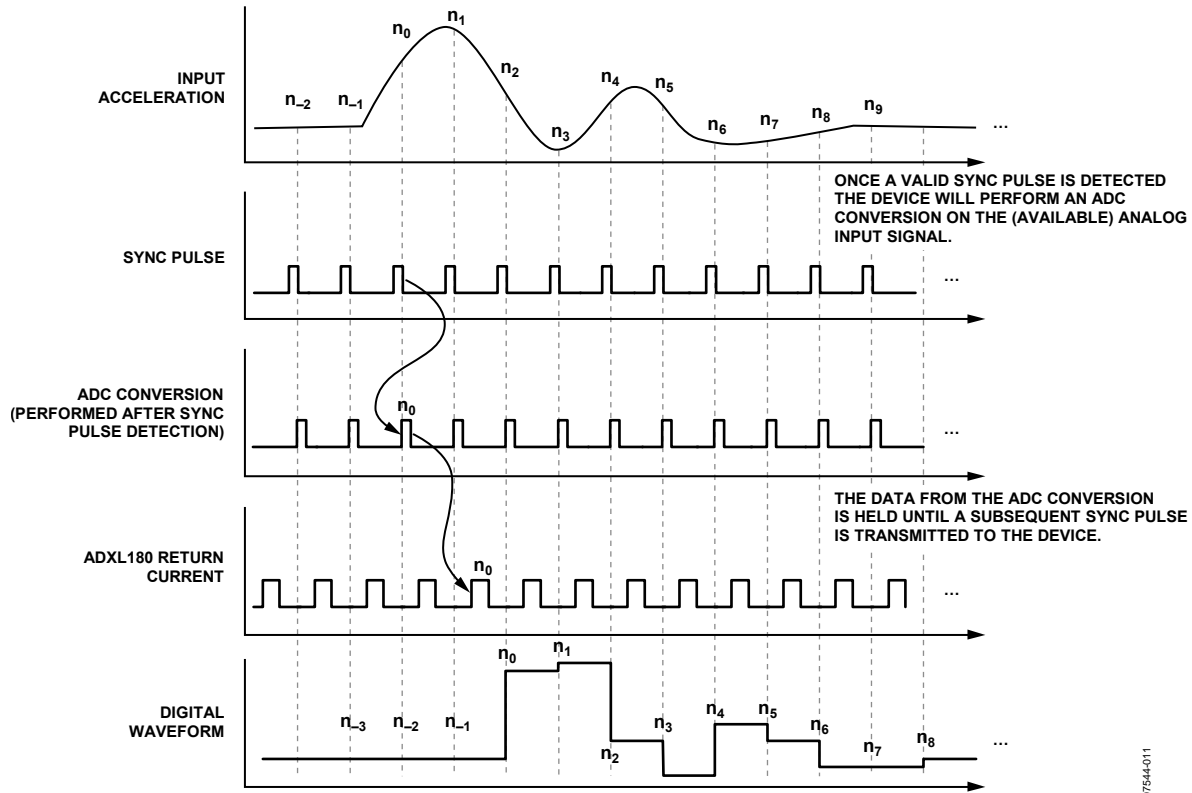 n₀
n₁
n₂
n₄
n₅
n₋₂
n₋₁
n₃
n₆
n₇
n₈
n₉
...
INPUT
ACCELERATION
ONCE A VALID SYNC PULSE IS DETECTED
THE DEVICE WILL PERFORM AN ADC
CONVERSION ON THE (AVAILABLE) ANALOG
INPUT SIGNAL.
SYNC PULSE
...
ADC CONVERSION
(PERFORMED AFTER SYNC
PULSE DETECTION)
n₀
...
THE DATA FROM THE ADC CONVERSION
IS HELD UNTIL A SUBSEQUENT SYNC PULSE
IS TRANSMITTED TO THE DEVICE.
ADXL180 RETURN
CURRENT
n₀
...
DIGITAL
WAVEFORM
n₋₃
n₋₂
n₋₁
n₀
n₁
n₂
n₃
n₄
n₅
n₆
n₇
n₈
...
7544-011